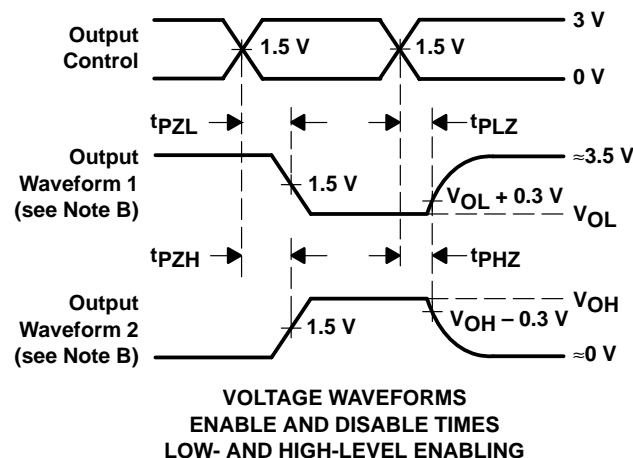 Output
Control
1.5 V
1.5 V
3 V
0 V
tPZL
tPLZ
Output
Waveform 1
(see Note B)
1.5 V
VOL + 0.3 V
≈3.5 V
VOL
tPZH
tPHZ
Output
Waveform 2
(see Note B)
1.5 V
VOH − 0.3 V
VOH
≈0 V
VOLTAGE WAVEFORMS
ENABLE AND DISABLE TIMES
LOW- AND HIGH-LEVEL ENABLING